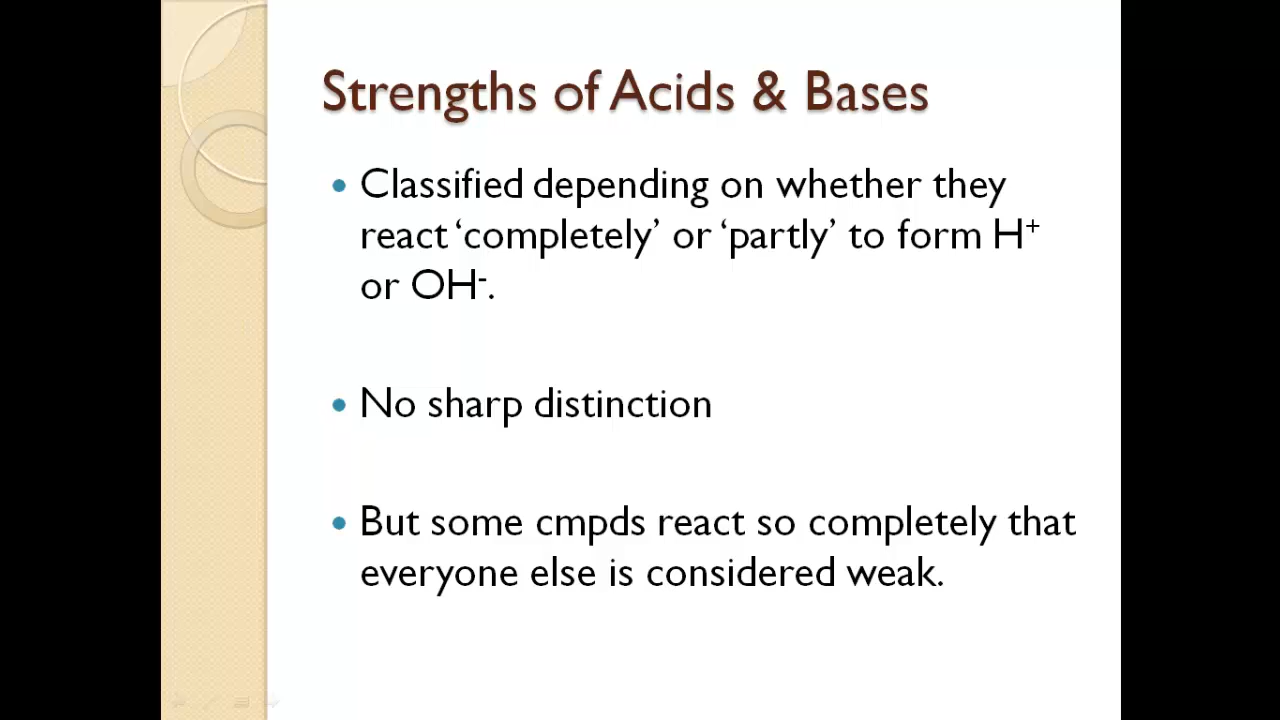 Strengths of Acids & Bases
• Classified depending on whether they
react ‘completely’ or ‘partly’ to form H⁺
or OH⁻.
• No sharp distinction
• But some cmpds react so completely that
everyone else is considered weak.